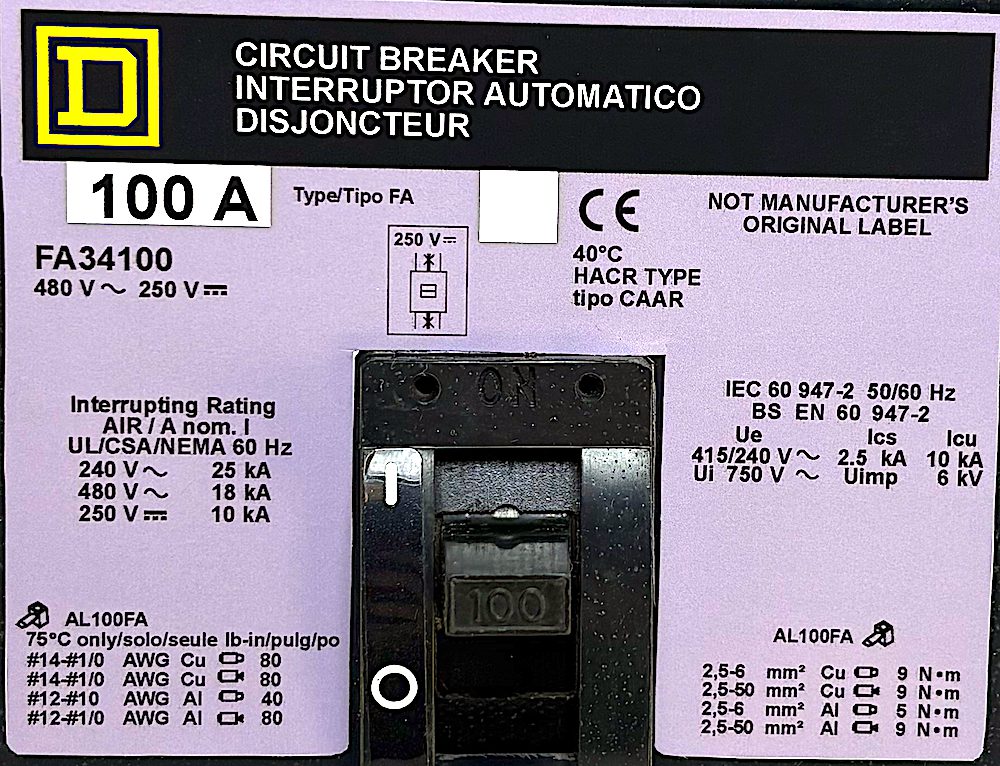 D
CIRCUIT BREAKER
INTERRUPTOR AUTOMATICO
DISJONCTEUR
100 A
Type/Tipo FA
CE
NOT MANUFACTURER'S
ORIGINAL LABEL
FA34100
480 V ~ 250 V ⎓
250 V ⎓
40°C
HACR TYPE
tipo CAAR
ON
Interrupting Rating
AIR / A nom. I
UL/CSA/NEMA 60 Hz
240 V ~ 25 kA
480 V ~ 18 kA
250 V ⎓ 10 kA
I
100
O
IEC 60 947-2 50/60 Hz
BS EN 60 947-2
Ue Ics Icu
415/240 V ~ 2.5 kA 10 kA
Ui 750 V ~ Uimp 6 kV
AL100FA
75°C only/solo/seule lb-in/pulg/po
#14-#1/0 AWG Cu 80
#14-#1/0 AWG Cu 80
#12-#10 AWG Al 40
#12-#1/0 AWG Al 80
AL100FA
2,5-6 mm² Cu 9 N•m
2,5-50 mm² Cu 9 N•m
2,5-6 mm² Al 5 N•m
2,5-50 mm² Al 9 N•m